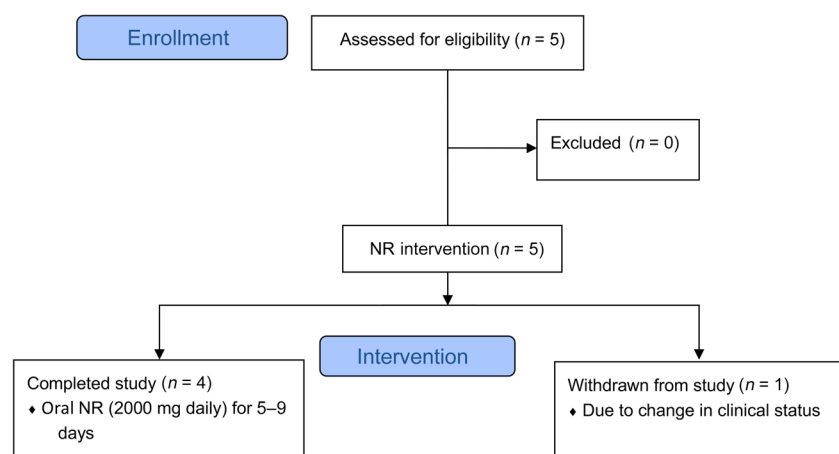 Enrollment
Assessed for eligibility (n = 5)
Excluded (n = 0)
NR intervention (n = 5)
Intervention
Completed study (n = 4)
♦ Oral NR (2000 mg daily) for 5–9
days
Withdrawn from study (n = 1)
♦ Due to change in clinical status